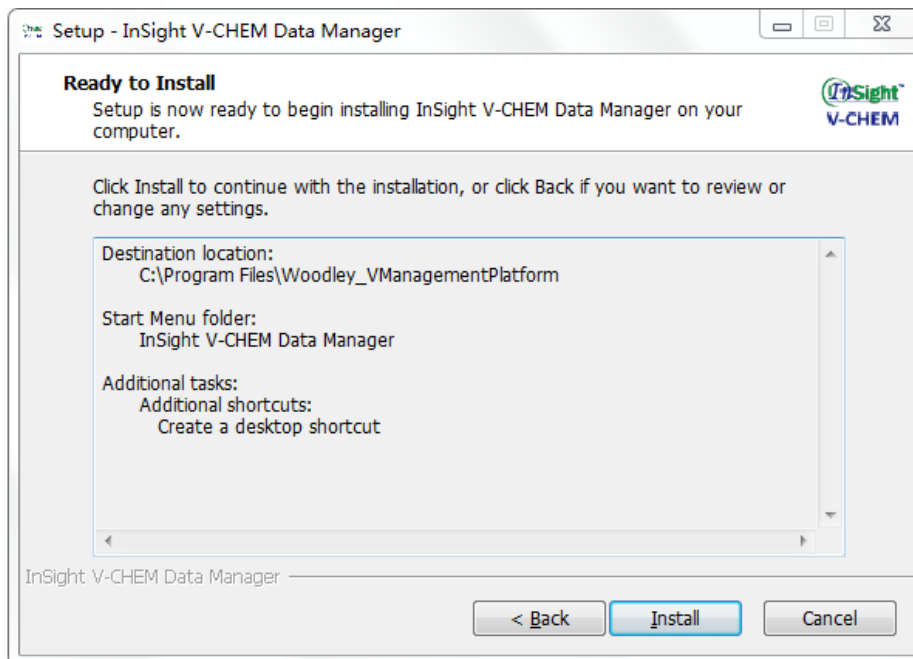 Setup - InSight V-CHEM Data Manager
Ready to Install
Setup is now ready to begin installing InSight V-CHEM Data Manager on your
computer.
InSight™
V-CHEM
Click Install to continue with the installation, or click Back if you want to review or
change any settings.
Destination location:
C:\Program Files\Woodley_VManagementPlatform
Start Menu folder:
InSight V-CHEM Data Manager
Additional tasks:
Additional shortcuts:
Create a desktop shortcut
InSight V-CHEM Data Manager
< Back
Install
Cancel